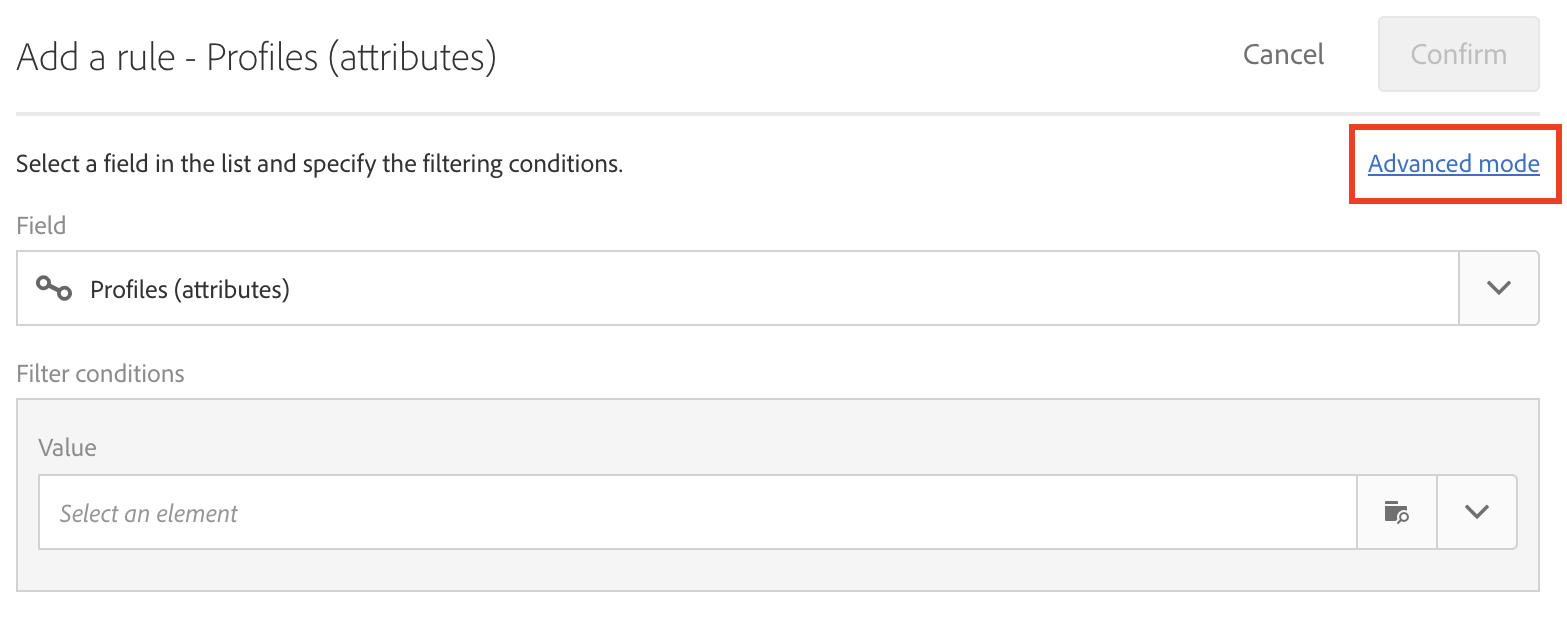 Add a rule - Profiles (attributes)
Cancel
Confirm
Select a field in the list and specify the filtering conditions.
Advanced mode
Field
Profiles (attributes)
Filter conditions
Value
Select an element